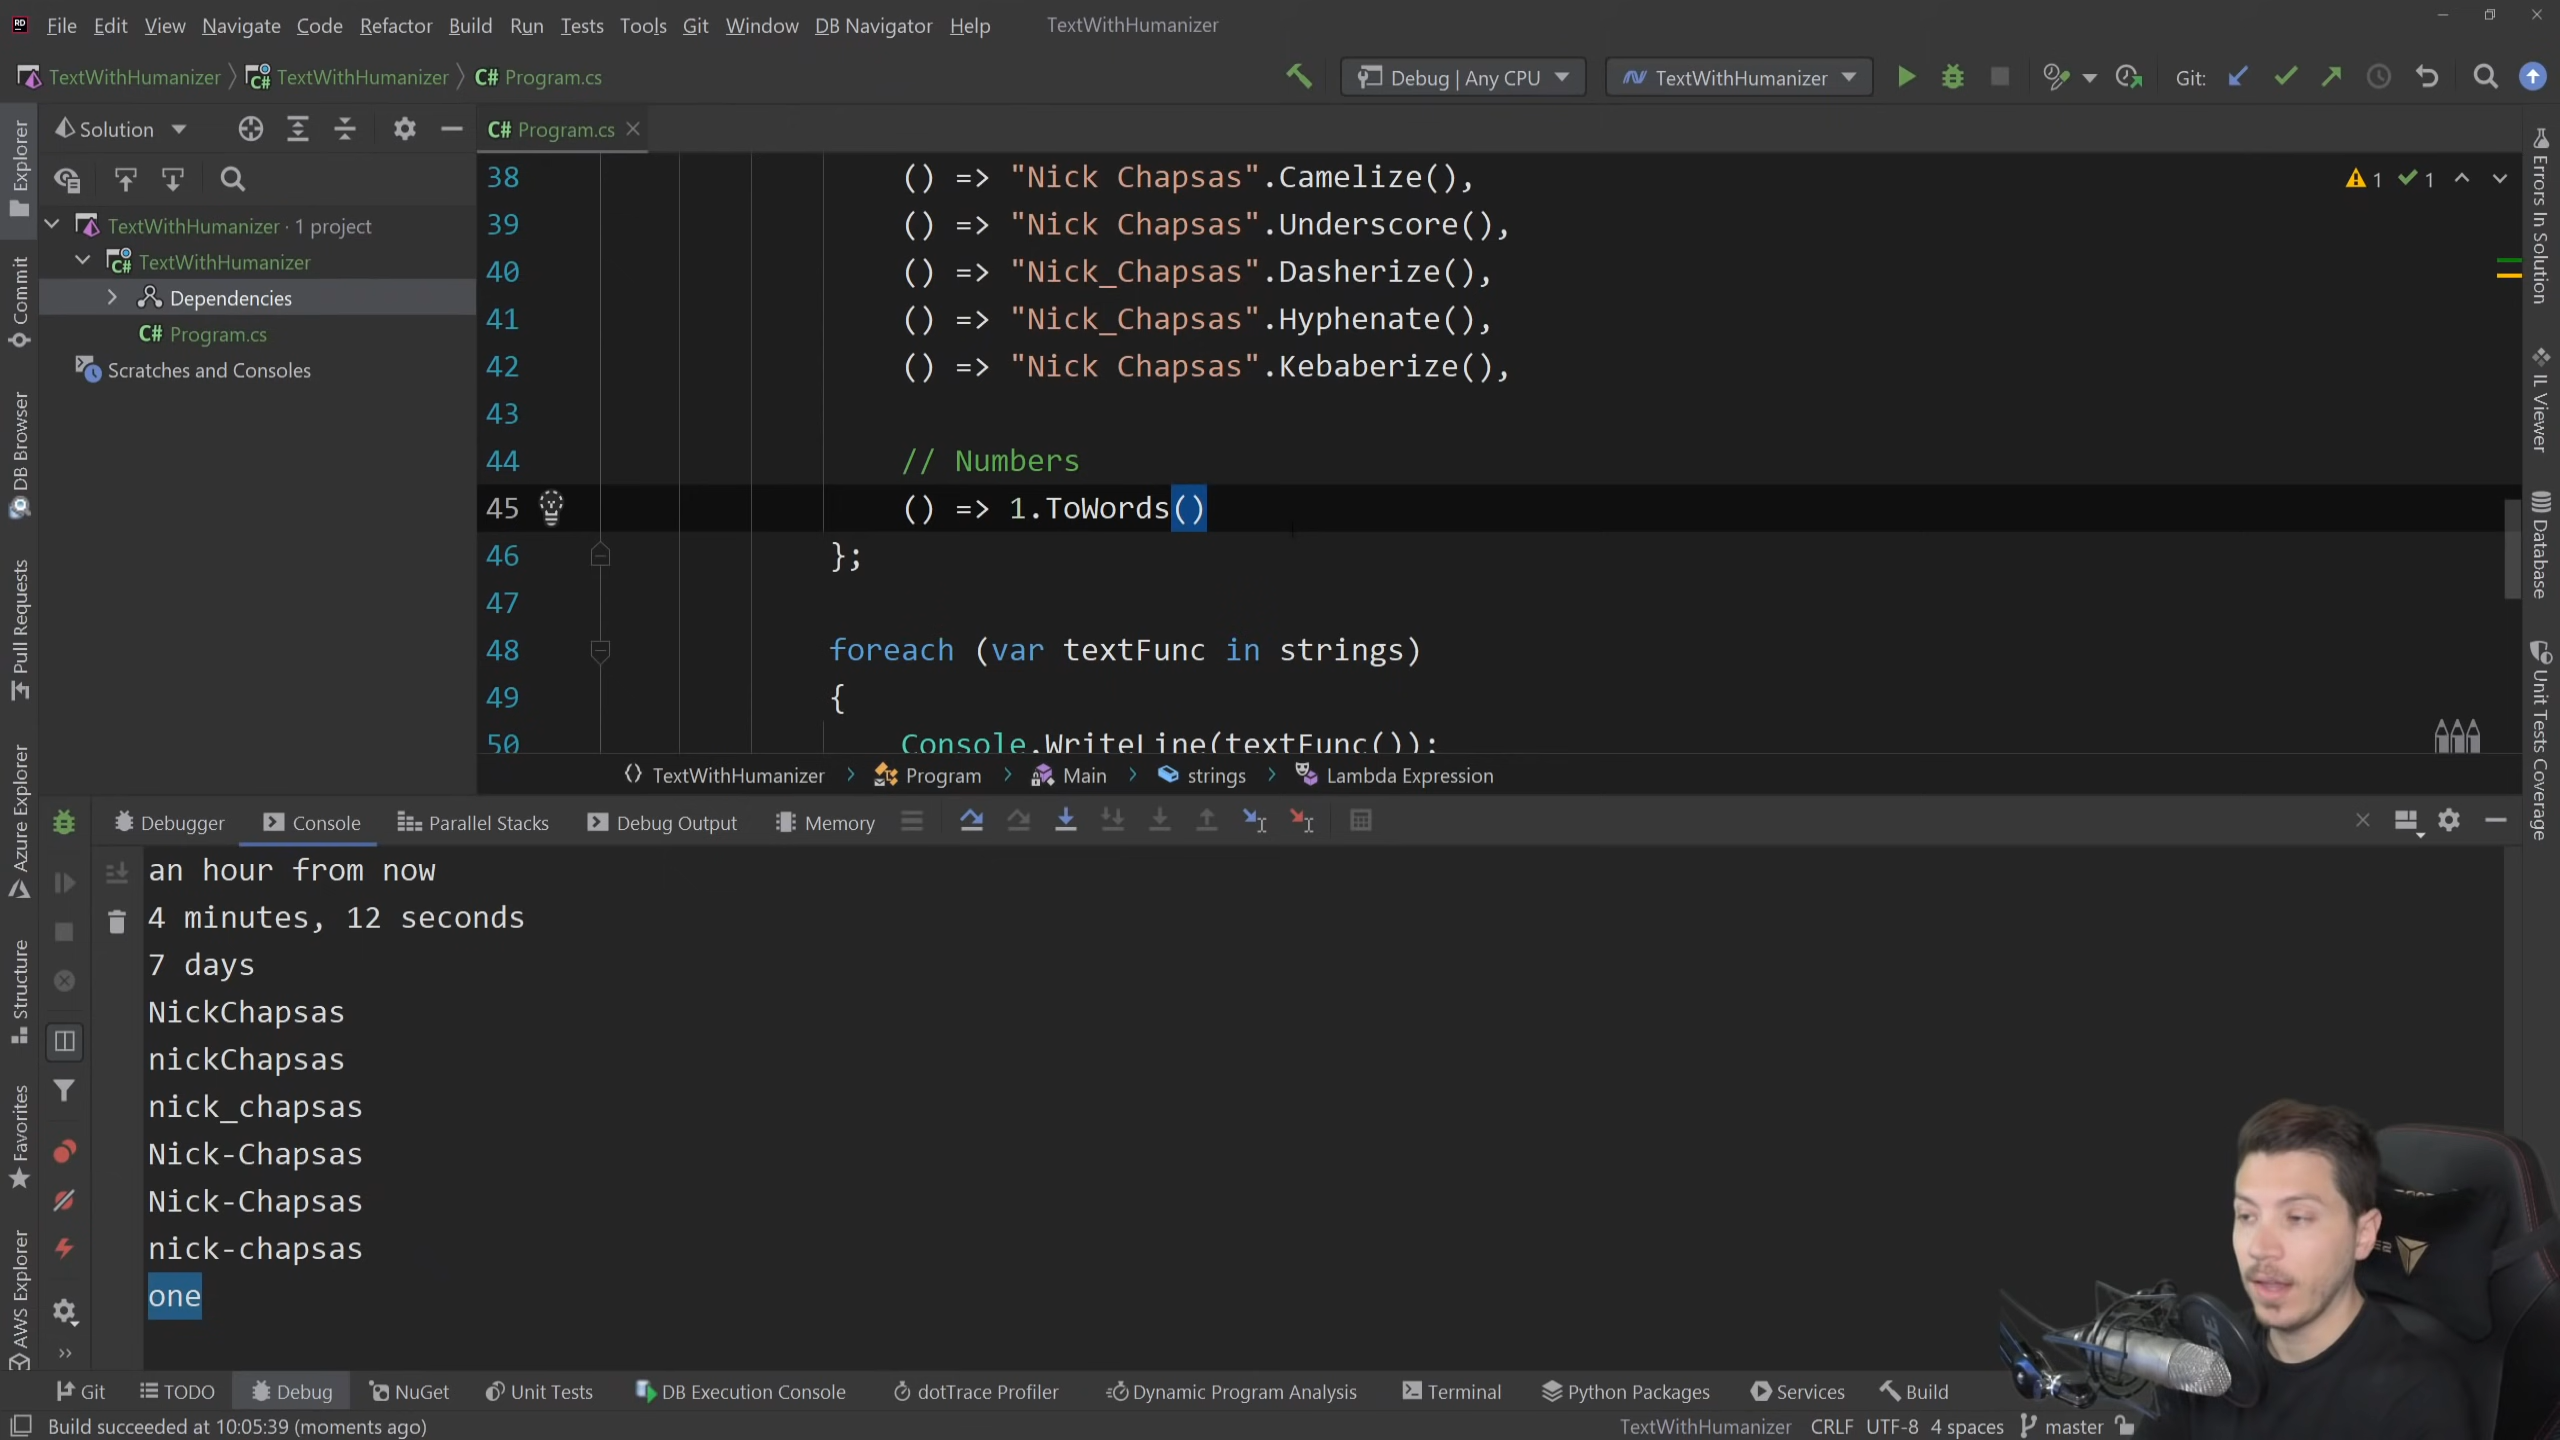 File Edit View Navigate Code Refactor Build Run Tests Tools Git Window DB Navigator Help TextWithHumanizer
TextWithHumanizer TextWithHumanizer C# Program.cs Debug | Any CPU TextWithHumanizer Git:
Solution
C# Program.cs
TextWithHumanizer · 1 project
TextWithHumanizer
Dependencies
C# Program.cs
Scratches and Consoles
Explorer
Commit
DB Browser
Pull Requests
Azure Explorer
Structure
Favorites
AWS Explorer
38 () => "Nick Chapsas".Camelize(),
39 () => "Nick Chapsas".Underscore(),
40 () => "Nick_Chapsas".Dasherize(),
41 () => "Nick_Chapsas".Hyphenate(),
42 () => "Nick Chapsas".Kebaberize(),
43
44 // Numbers
45 () => 1.ToWords()
46 };
47
48 foreach (var textFunc in strings)
49 {
50 Console.WriteLine(textFunc());
1 1
Errors In Solution
IL Viewer
Database
Unit Tests Coverage
TextWithHumanizer Program Main strings Lambda Expression
Debugger Console Parallel Stacks Debug Output Memory
an hour from now
4 minutes, 12 seconds
7 days
NickChapsas
nickChapsas
nick_chapsas
Nick-Chapsas
Nick-Chapsas
nick-chapsas
one
Git TODO Debug NuGet Unit Tests DB Execution Console dotTrace Profiler Dynamic Program Analysis Terminal Python Packages Services Build
Build succeeded at 10:05:39 (moments ago) TextWithHumanizer CRLF UTF-8 4 spaces master